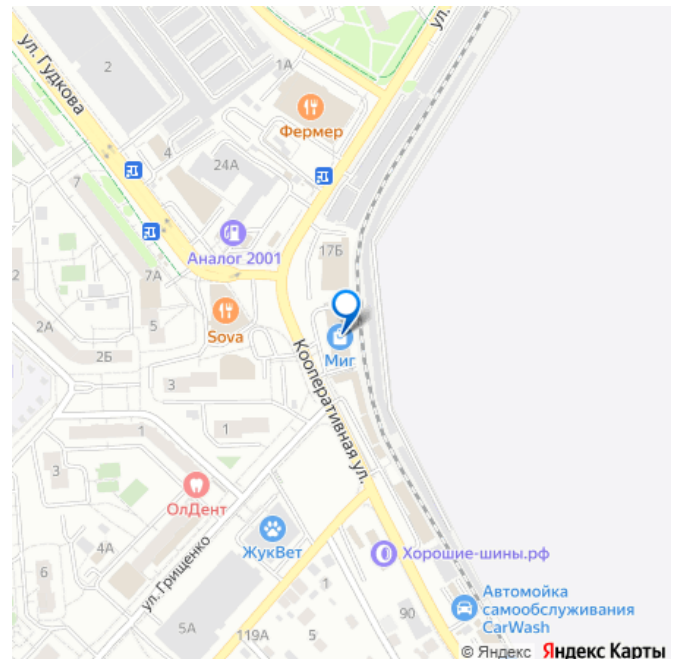 ул. Гудкова
2
1А
ул.
Фермер
4
24А
7
17Б
Аналог 2001
7А
2
5
2А
2Б
Sova
Миг
3
Кооперативная ул.
1
1
3
ОлДент
ЖукВет
Хорошие-шины.рф
4А
ул. Грищенко
6
1
Автомойка
самообслуживания
CarWash
90
5А
119А
5
© Яндекс Яндекс Карты